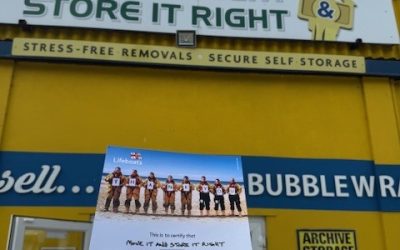 STORE IT RIGHT
&
STRESS-FREE REMOVALS • SECURE SELF STORAGE
sell...
BUBBLEWRA
Lifeboats
This is to certify that
MOVE IT AND STORE IT RIGHT
ARCHIVE
STORAGE